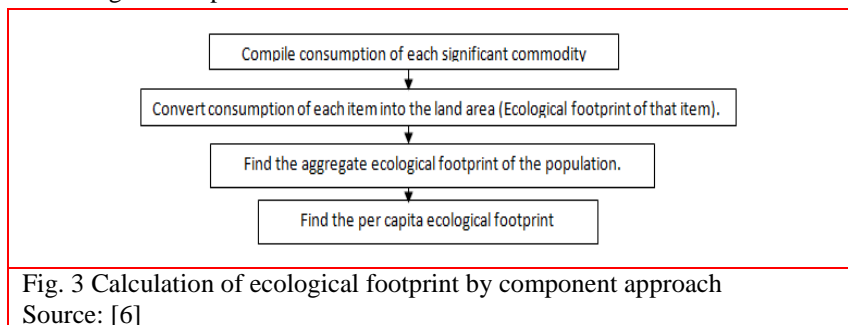 Compile consumption of each significant commodity
Convert consumption of each item into the land area (Ecological footprint of that item).
Find the aggregate ecological footprint of the population.
Find the per capita ecological footprint
Fig. 3 Calculation of ecological footprint by component approach
Source: [6]